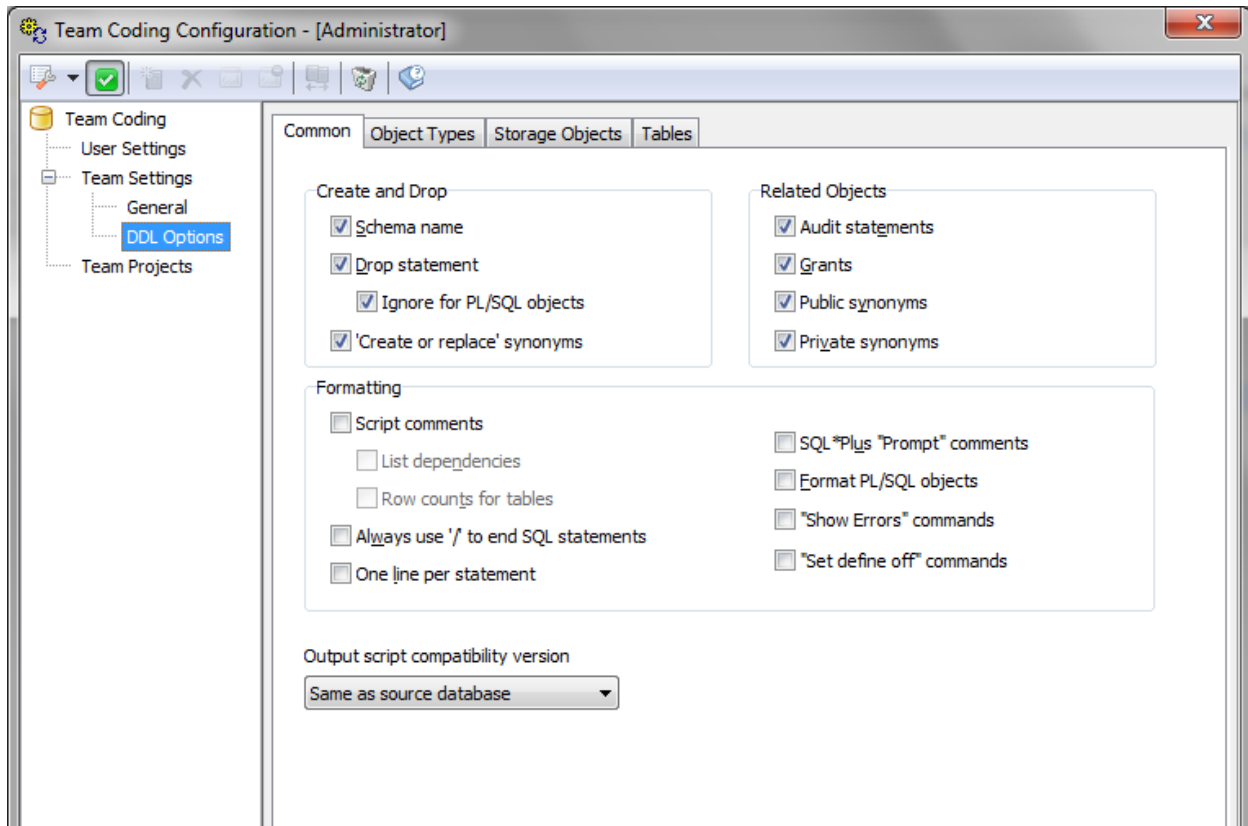 Team Coding Configuration - [Administrator]
Team Coding
User Settings
Team Settings
General
DDL Options
Team Projects
Common
Object Types
Storage Objects
Tables
Create and Drop
Schema name
Drop statement
Ignore for PL/SQL objects
'Create or replace' synonyms
Related Objects
Audit statements
Grants
Public synonyms
Private synonyms
Formatting
Script comments
List dependencies
Row counts for tables
Always use '/' to end SQL statements
One line per statement
SQL*Plus "Prompt" comments
Format PL/SQL objects
"Show Errors" commands
"Set define off" commands
Output script compatibility version
Same as source database